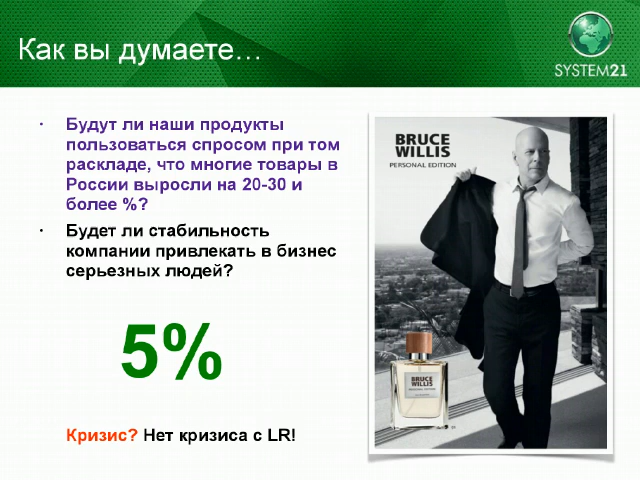 Как вы думаете…
SYSTEM21
· Будут ли наши продукты
пользоваться спросом при том
раскладе, что многие товары в
России выросли на 20-30 и
более %?
· Будет ли стабильность
компании привлекать в бизнес
серьезных людей?
5%
Кризис? Нет кризиса с LR!
BRUCE
WILLIS
PERSONAL EDITION
BRUCE
WILLIS
PERSONAL EDITION